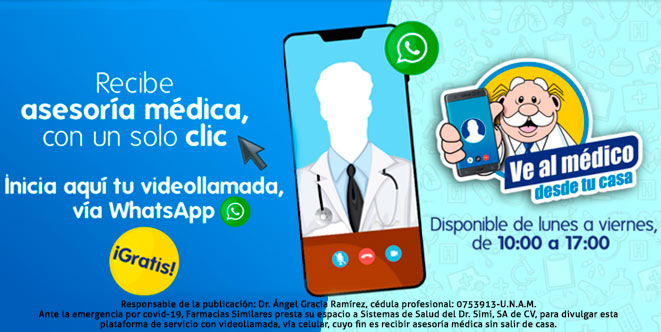 Recibe
asesoría médica,
con un solo clic
Inicia aquí tu videollamada,
vía WhatsApp
¡Gratis!
Ve al médico
desde tu casa
Disponible de lunes a viernes,
de 10:00 a 17:00
Responsable de la publicación: Dr. Ángel Gracia Ramírez, cédula profesional: 0753913-U.N.A.M.
Ante la emergencia por covid-19, Farmacias Similares presta su espacio a Sistemas de Salud del Dr. Simi, SA de CV, para divulgar esta
plataforma de servicio con videollamada, vía celular, cuyo fin es recibir asesoría médica sin salir de casa.